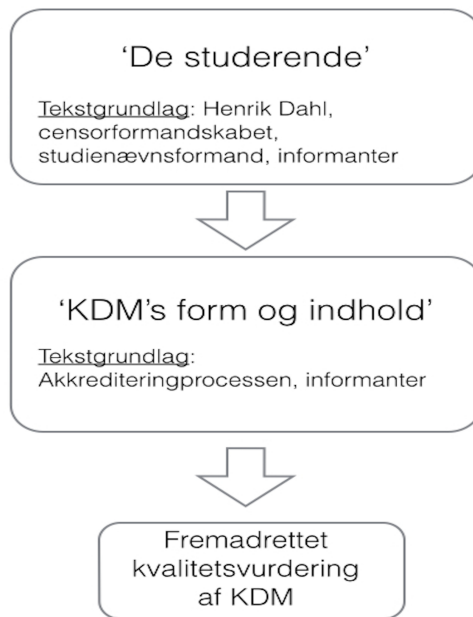 ‘De studerende’
Tekstgrundlag: Henrik Dahl,
censorformandskabet,
studienævnsformand, informanter
‘KDM’s form og indhold’
Tekstgrundlag:
Akkrediteringprocessen, informanter
Fremadrettet
kvalitetsvurdering
af KDM